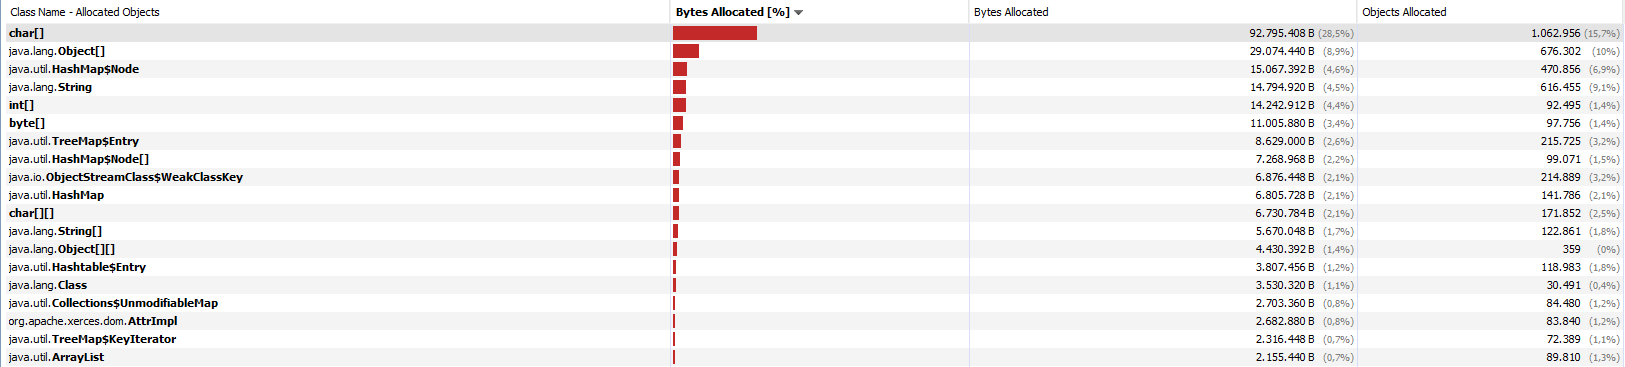 Class Name - Allocated Objects Bytes Allocated [%] Bytes Allocated Objects Allocated
char[] 92.795.408 B (28,5%) 1.062.956 (15,7%)
java.lang.Object[] 29.074.440 B (8,9%) 676.302 (10%)
java.util.HashMap$Node 15.067.392 B (4,6%) 470.856 (6,9%)
java.lang.String 14.794.920 B (4,5%) 616.455 (9,1%)
int[] 14.242.912 B (4,4%) 92.495 (1,4%)
byte[] 11.005.880 B (3,4%) 97.756 (1,4%)
java.util.TreeMap$Entry 8.629.000 B (2,6%) 215.725 (3,2%)
java.util.HashMap$Node[] 7.268.968 B (2,2%) 99.071 (1,5%)
java.io.ObjectStreamClass$WeakClassKey 6.876.448 B (2,1%) 214.889 (3,2%)
java.util.HashMap 6.805.728 B (2,1%) 141.786 (2,1%)
char[][] 6.730.784 B (2,1%) 171.852 (2,5%)
java.lang.String[] 5.670.048 B (1,7%) 122.861 (1,8%)
java.lang.Object[][] 4.430.392 B (1,4%) 359 (0%)
java.util.Hashtable$Entry 3.807.456 B (1,2%) 118.983 (1,8%)
java.lang.Class 3.530.320 B (1,1%) 30.491 (0,4%)
java.util.Collections$UnmodifiableMap 2.703.360 B (0,8%) 84.480 (1,2%)
org.apache.xerces.dom.AttrImpl 2.682.880 B (0,8%) 83.840 (1,2%)
java.util.TreeMap$KeyIterator 2.316.448 B (0,7%) 72.389 (1,1%)
java.util.ArrayList 2.155.440 B (0,7%) 89.810 (1,3%)